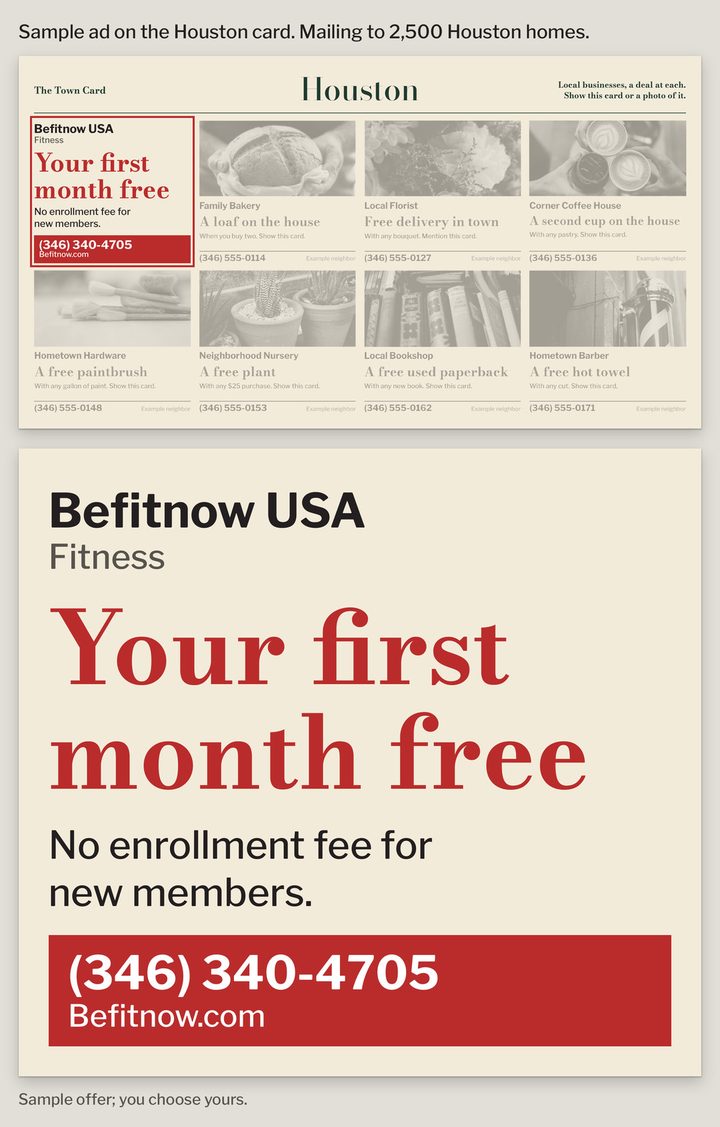 Sample ad on the Houston card. Mailing to 2,500 Houston homes.
The Town Card
Houston
Local businesses, a deal at each.
Show this card or a photo of it.
Befitnow USA
Fitness
Your first
month free
No enrollment fee for
new members.
(346) 340-4705
Befitnow.com
Family Bakery
A loaf on the house
When you buy two. Show this card.
(346) 555-0114
Example neighbor
Local Florist
Free delivery in town
With any bouquet. Mention this card.
(346) 555-0127
Example neighbor
Corner Coffee House
A second cup on the house
With any pastry. Show this card.
(346) 555-0136
Example neighbor
Hometown Hardware
A free paintbrush
With any gallon of paint. Show this card.
(346) 555-0148
Example neighbor
Neighborhood Nursery
A free plant
With any $25 purchase. Show this card.
(346) 555-0153
Example neighbor
Local Bookshop
A free used paperback
With any new book. Show this card.
(346) 555-0162
Example neighbor
Hometown Barber
A free hot towel
With any cut. Show this card.
(346) 555-0171
Example neighbor
Befitnow USA
Fitness
Your first
month free
No enrollment fee for
new members.
(346) 340-4705
Befitnow.com
Sample offer; you choose yours.